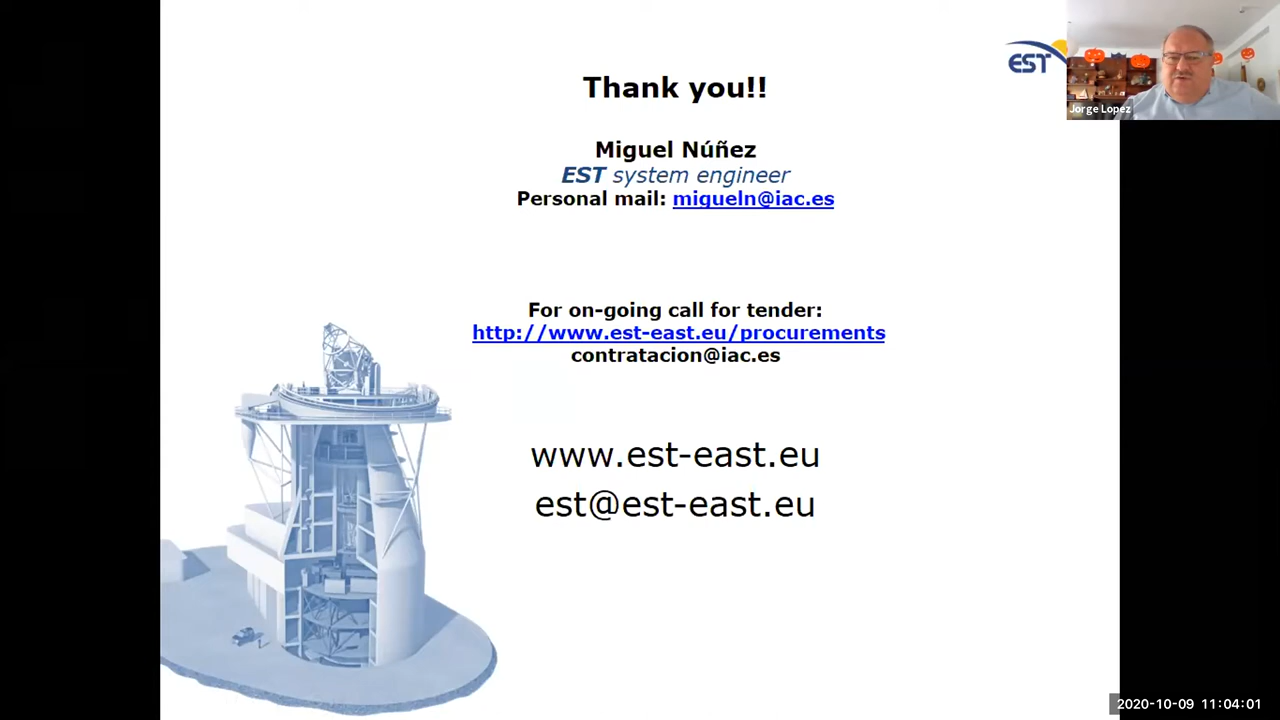 Thank you!!
EST
Jorge Lopez
Miguel Núñez
EST system engineer
Personal mail: migueln@iac.es
For on-going call for tender:
http://www.est-east.eu/procurements
contratacion@iac.es
www.est-east.eu
est@est-east.eu
2020-10-09 11:04:01